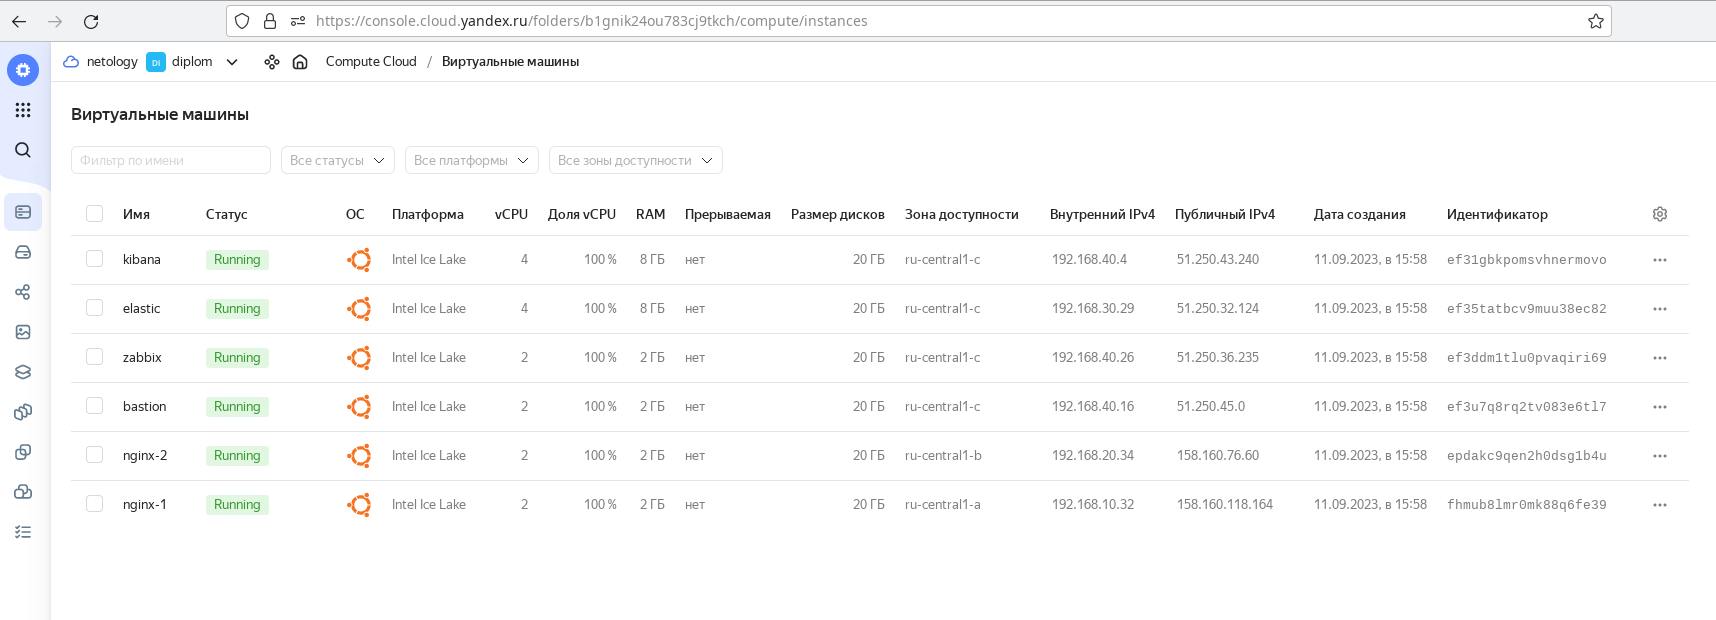 https://console.cloud.yandex.ru/folders/b1gnik24ou783cj9tkch/compute/instances
netology DI diplom Compute Cloud / Виртуальные машины
Виртуальные машины
Фильтр по имени Все статусы Все платформы Все зоны доступности
Имя Статус ОС Платформа vCPU Доля vCPU RAM Прерываемая Размер дисков Зона доступности Внутренний IPv4 Публичный IPv4 Дата создания Идентификатор
kibana Running Intel Ice Lake 4 100 % 8 ГБ нет 20 ГБ ru-central1-c 192.168.40.4 51.250.43.240 11.09.2023, в 15:58 ef31gbkpomsvhnermovo
elastic Running Intel Ice Lake 4 100 % 8 ГБ нет 20 ГБ ru-central1-c 192.168.30.29 51.250.32.124 11.09.2023, в 15:58 ef35tatbcv9muu38ec82
zabbix Running Intel Ice Lake 2 100 % 2 ГБ нет 20 ГБ ru-central1-c 192.168.40.26 51.250.36.235 11.09.2023, в 15:58 ef3ddm1tlu0pvaqiri69
bastion Running Intel Ice Lake 2 100 % 2 ГБ нет 20 ГБ ru-central1-c 192.168.40.16 51.250.45.0 11.09.2023, в 15:58 ef3u7q8rq2tv083e6tl7
nginx-2 Running Intel Ice Lake 2 100 % 2 ГБ нет 20 ГБ ru-central1-b 192.168.20.34 158.160.76.60 11.09.2023, в 15:58 epdakc9qen2h0dsg1b4u
nginx-1 Running Intel Ice Lake 2 100 % 2 ГБ нет 20 ГБ ru-central1-a 192.168.10.32 158.160.118.164 11.09.2023, в 15:58 fhmub8lmr0mk88q6fe39